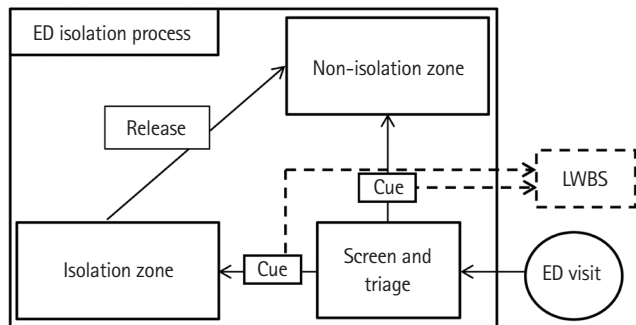 ED isolation process
Non-isolation zone
Release
Cue
LWBS
Isolation zone
Cue
Screen and
triage
ED visit